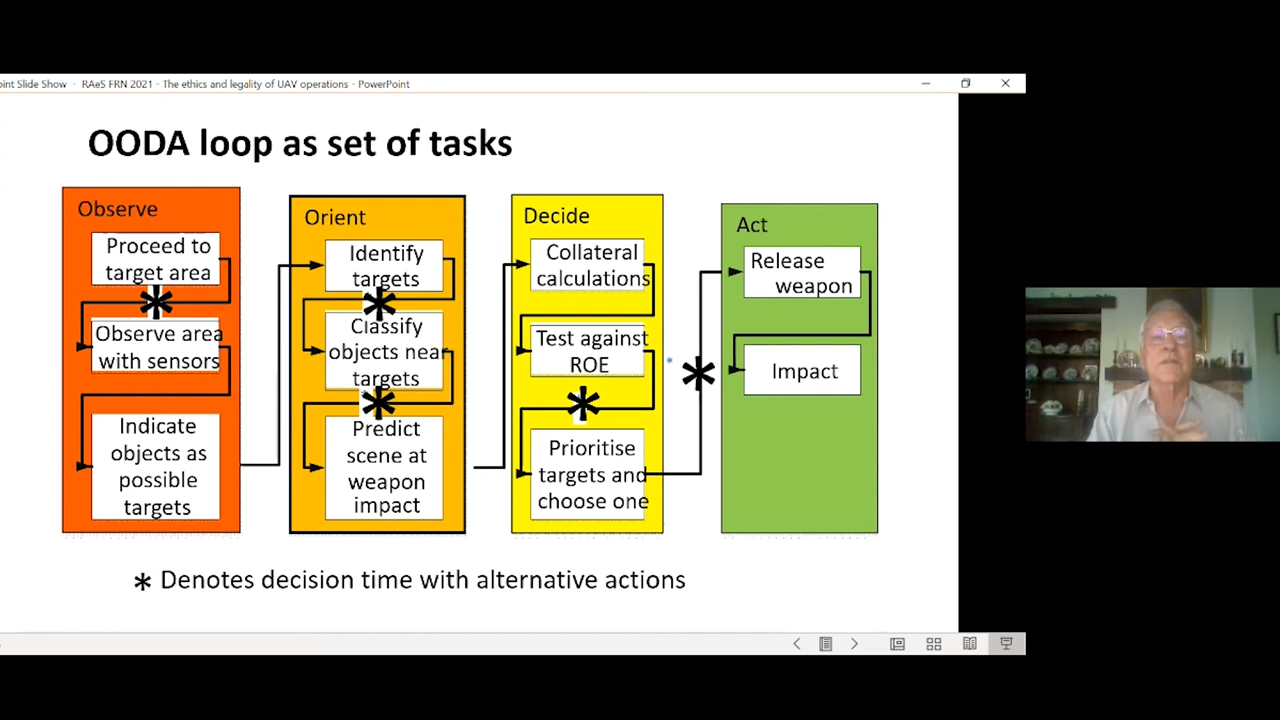 oint Slide Show - RAeS FRN 2021 - The ethics and legality of UAV operations - PowerPoint
OODA loop as set of tasks
Observe
Proceed to
target area
*
Observe area
with sensors
Indicate
objects as
possible
targets
Orient
Identify
targets
*
Classify
objects near
targets
*
Predict
scene at
weapon
impact
Decide
Collateral
calculations
Test against
ROE
*
Prioritise
targets and
choose one
*
*
Act
Release
weapon
Impact
* Denotes decision time with alternative actions